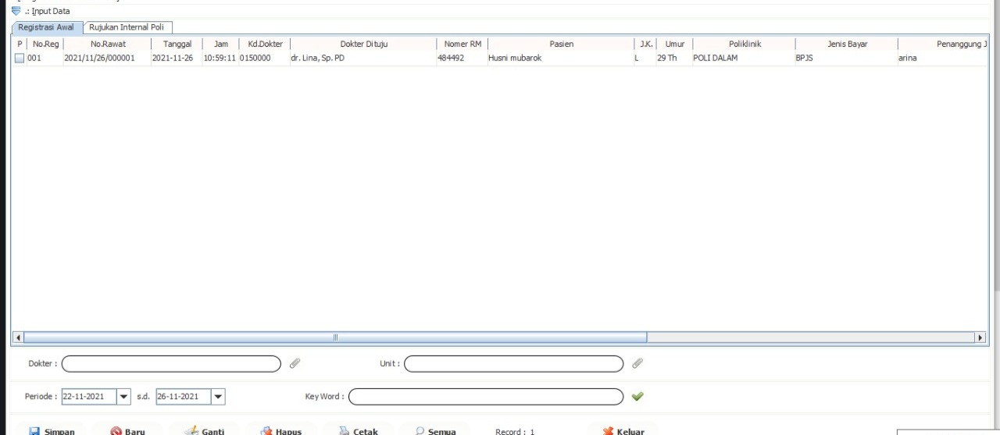 .: Input Data
Registrasi Awal Rujukan Internal Poli
P No.Reg No.Rawat Tanggal Jam Kd.Dokter Dokter Dituju Nomer RM Pasien J.K. Umur Poliklinik Jenis Bayar Penanggung J
001 2021/11/26/000001 2021-11-26 10:59:11 0150000 dr. Lina, Sp. PD 484492 Husni mubarok L 29 Th POLI DALAM BPJS arina
Dokter : Unit :
Periode : 22-11-2021 s.d. 26-11-2021 Key Word :
Simpan Baru Ganti Hapus Cetak Semua Record : 1 Keluar